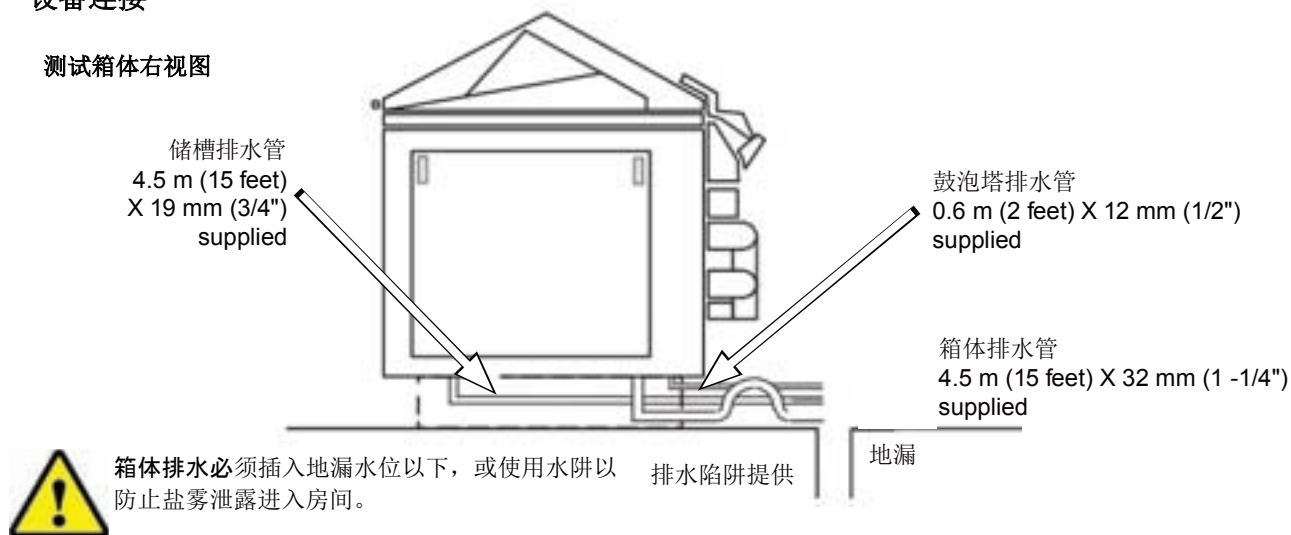 设备连接
测试箱体右视图
储槽排水管
4.5 m (15 feet)
X 19 mm (3/4")
supplied
鼓泡塔排水管
0.6 m (2 feet) X 12 mm (1/2")
supplied
箱体排水管
4.5 m (15 feet) X 32 mm (1 -1/4")
supplied
地漏
排水陷阱提供
箱体排水必须插入地漏水位以下，或使用水阱以
防止盐雾泄露进入房间。